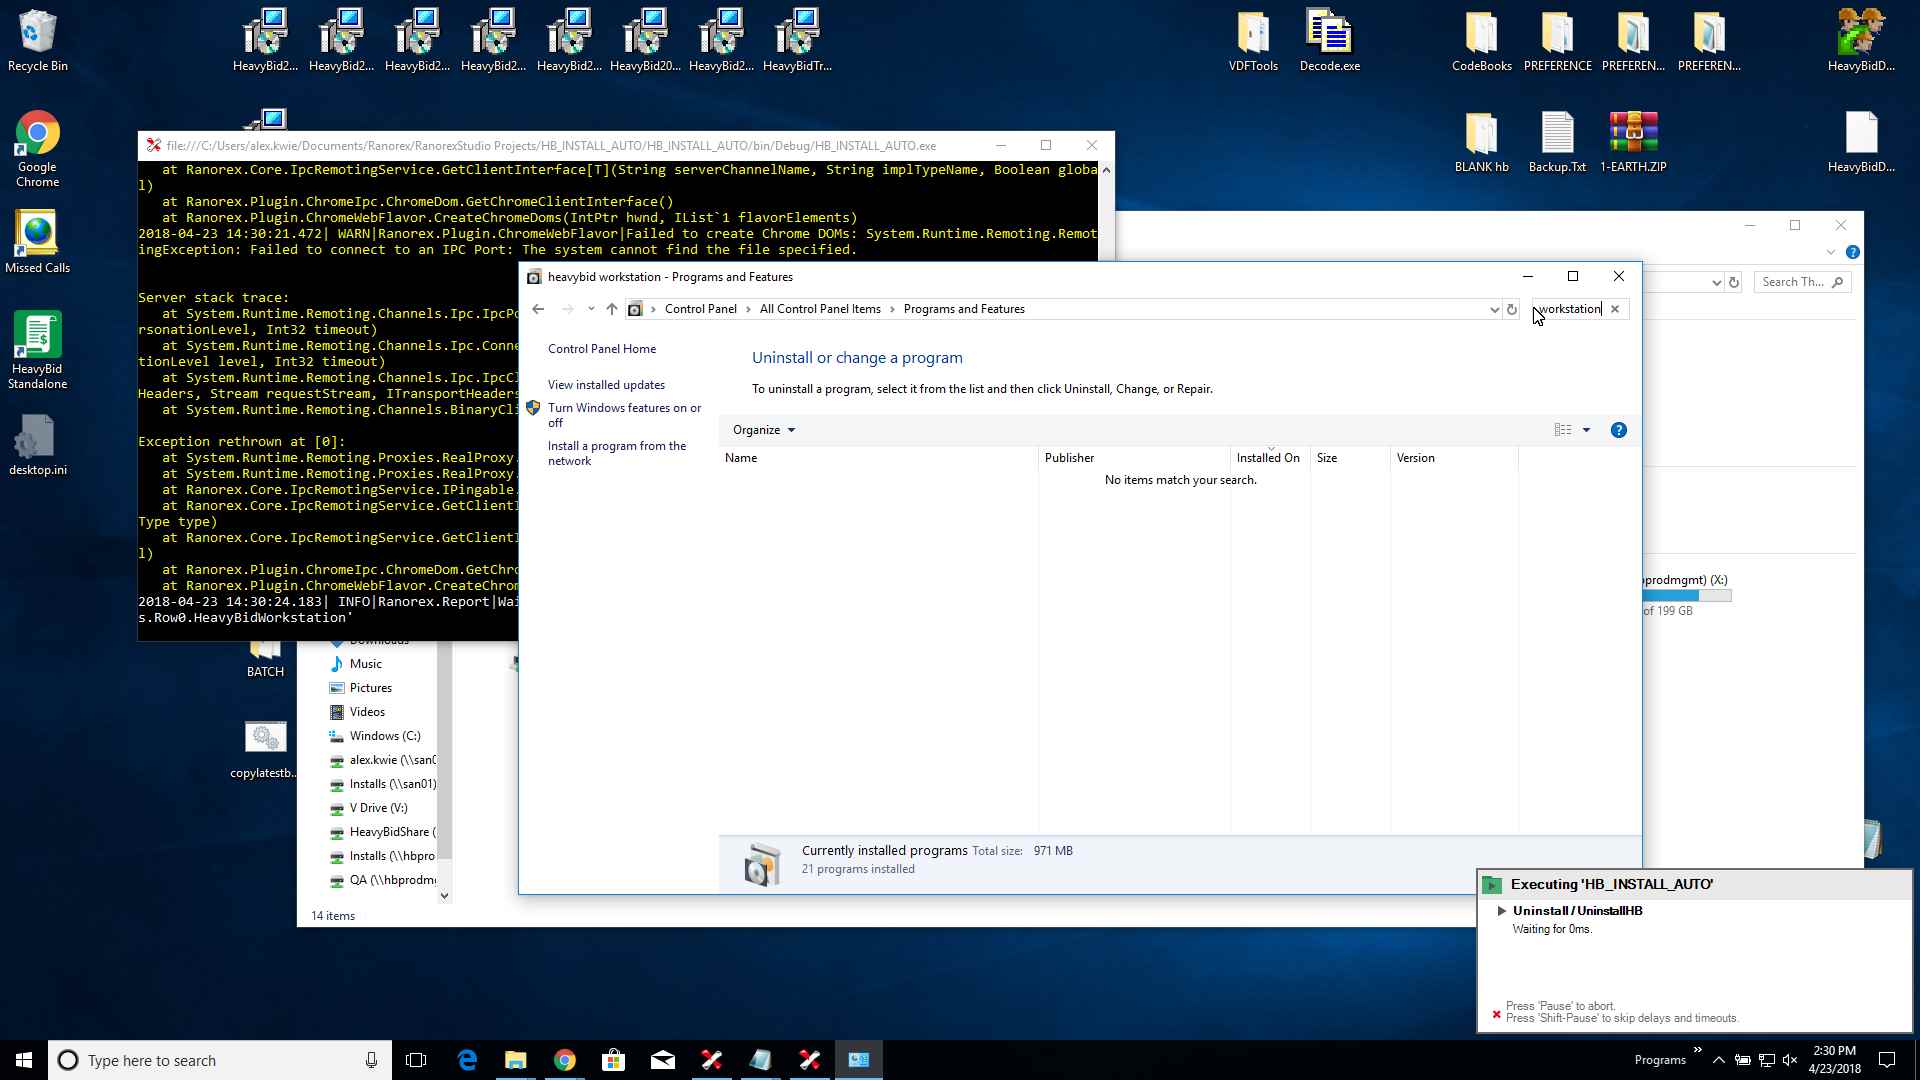 Recycle Bin
HeavyBid2...
HeavyBid2...
HeavyBid2...
HeavyBid2...
HeavyBid2...
HeavyBid20...
HeavyBid2...
HeavyBidTr...
VDFTools
Decode.exe
CodeBooks
PREFERENCE
PREFEREN...
PREFEREN...
HeavyBidD...
Google
Chrome
BLANK hb
Backup.Txt
1-EARTH.ZIP
HeavyBidD...
Missed Calls
HeavyBid
Standalone
desktop.ini
BATCH
copylatestb...
file:///C:/Users/alex.kwie/Documents/Ranorex/RanorexStudio Projects/HB_INSTALL_AUTO/HB_INSTALL_AUTO/bin/Debug/HB_INSTALL_AUTO.exe
at Ranorex.Core.IpcRemotingService.GetClientInterface[T](String serverChannelName, String implTypeName, Boolean globa
l)
at Ranorex.Plugin.ChromeIpc.ChromeDom.GetChromeClientInterface()
at Ranorex.Plugin.ChromeWebFlavor.CreateChromeDoms(IntPtr hwnd, IList`1 flavorElements)
2018-04-23 14:30:21.472| WARN|Ranorex.Plugin.ChromeWebFlavor|Failed to create Chrome DOMs: System.Runtime.Remoting.Remot
ingException: Failed to connect to an IPC Port: The system cannot find the file specified.
Server stack trace:
at System.Runtime.Remoting.Channels.Ipc.IpcPo
rsonationLevel, Int32 timeout)
at System.Runtime.Remoting.Channels.Ipc.Conne
tionLevel level, Int32 timeout)
at System.Runtime.Remoting.Channels.Ipc.IpcCl
Headers, Stream requestStream, ITransportHeaders
at System.Runtime.Remoting.Channels.BinaryCli
Exception rethrown at [0]:
at System.Runtime.Remoting.Proxies.RealProxy.
at System.Runtime.Remoting.Proxies.RealProxy.
at Ranorex.Core.IpcRemotingService.IPingable.
at Ranorex.Core.IpcRemotingService.GetClientI
Type type)
at Ranorex.Core.IpcRemotingService.GetClientI
l)
at Ranorex.Plugin.ChromeIpc.ChromeDom.GetChro
at Ranorex.Plugin.ChromeWebFlavor.CreateChrom
2018-04-23 14:30:24.183| INFO|Ranorex.Report|Wai
s.Row0.HeavyBidWorkstation'
heavybid workstation - Programs and Features
Control Panel
All Control Panel Items
Programs and Features
workstation
Control Panel Home
View installed updates
Turn Windows features on or
off
Install a program from the
network
Uninstall or change a program
To uninstall a program, select it from the list and then click Uninstall, Change, or Repair.
Organize
Name
Publisher
Installed On
Size
Version
No items match your search.
Currently installed programs Total size: 971 MB
21 programs installed
Search Th...
prodmgmt) (X:)
of 199 GB
Downloads
Music
Pictures
Videos
Windows (C:)
alex.kwie (\\san0
Installs (\\san01)
V Drive (V:)
HeavyBidShare (
Installs (\\hbpro
QA (\\hbprodmg
14 items
Executing 'HB_INSTALL_AUTO'
Uninstall / UninstallHB
Waiting for 0ms.
Press 'Pause' to abort.
Press 'Shift-Pause' to skip delays and timeouts.
Type here to search
Programs
2:30 PM
4/23/2018